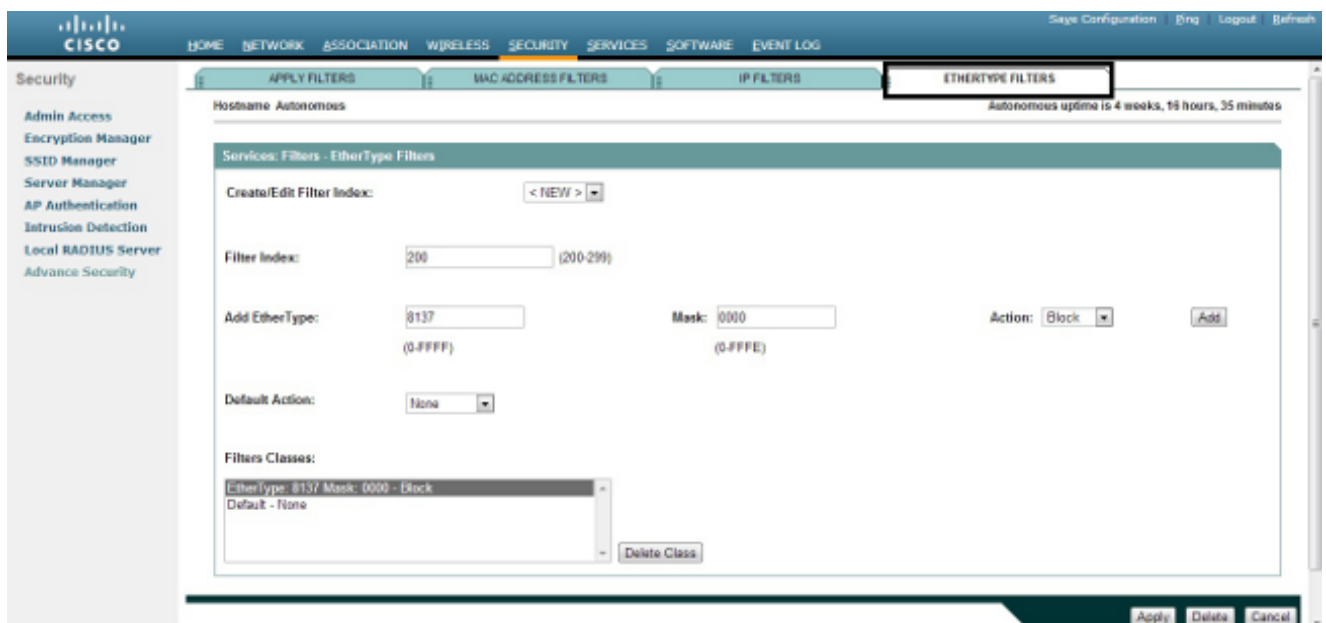 Save Configuration Ping Logout Refresh
CISCO
HOME NETWORK ASSOCIATION WIRELESS SECURITY SERVICES SOFTWARE EVENT LOG
Security
Admin Access
Encryption Manager
SSID Manager
Server Manager
AP Authentication
Intrusion Detection
Local RADIUS Server
Advance Security
APPLY FILTERS MAC ADDRESS FILTERS IP FILTERS ETHERTYPE FILTERS
Hostname Autonomous Autonomous uptime is 4 weeks, 16 hours, 35 minutes
Services: Filters - EtherType Filters
Create/Edit Filter Index: < NEW >
Filter Index: 200 (200-299)
Add EtherType: 8137 Mask: 0000 Action: Block Add
(0-FFFF) (0-FFFE)
Default Action: None
Filters Classes:
EtherType: 8137 Mask: 0000 - Block
Default - None
Delete Class
Apply Delete Cancel